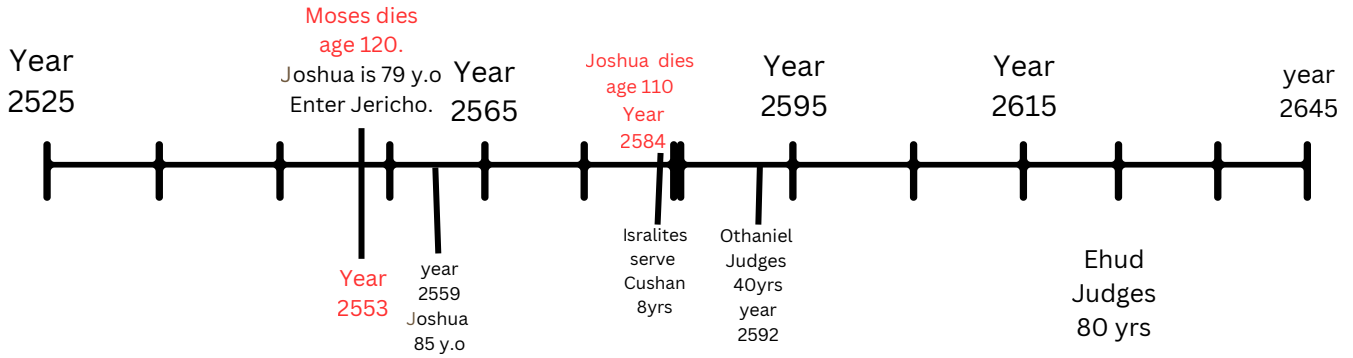 Year
2525
Moses dies
age 120.
Joshua is 79 y.o
Enter Jericho.
Year
2565
Joshua dies
age 110
Year
2584
Year
2595
Year
2615
year
2645
Year
2553
year
2559
Joshua
85 y.o
Isralites
serve
Cushan
8yrs
Othaniel
Judges
40yrs
year
2592
Ehud
Judges
80 yrs